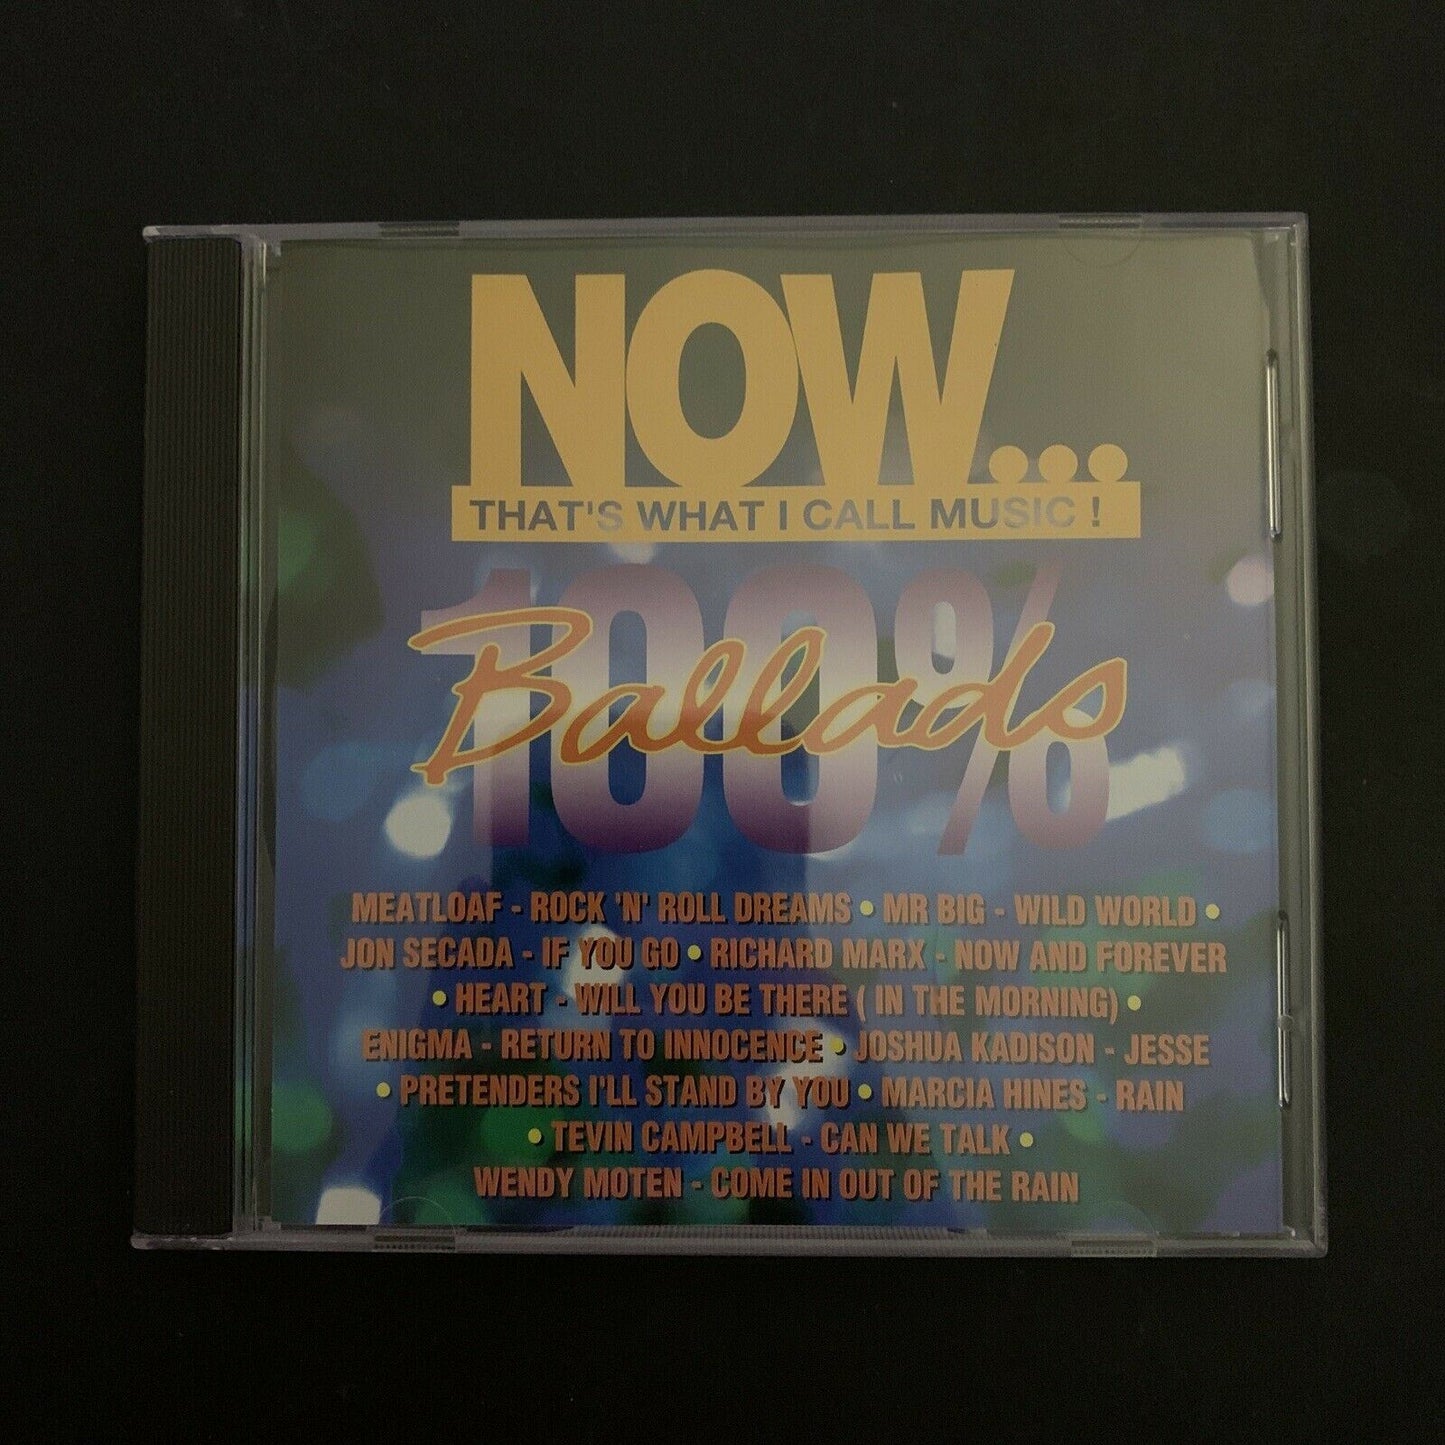 NOW...
THAT'S WHAT I CALL MUSIC !
100%
Ballads
MEATLOAF - ROCK 'N' ROLL DREAMS • MR BIG - WILD WORLD •
JON SECADA - IF YOU GO • RICHARD MARX - NOW AND FOREVER
• HEART - WILL YOU BE THERE ( IN THE MORNING) •
ENIGMA - RETURN TO INNOCENCE • JOSHUA KADISON - JESSE
• PRETENDERS I'LL STAND BY YOU • MARCIA HINES - RAIN
• TEVIN CAMPBELL - CAN WE TALK •
WENDY MOTEN - COME IN OUT OF THE RAIN